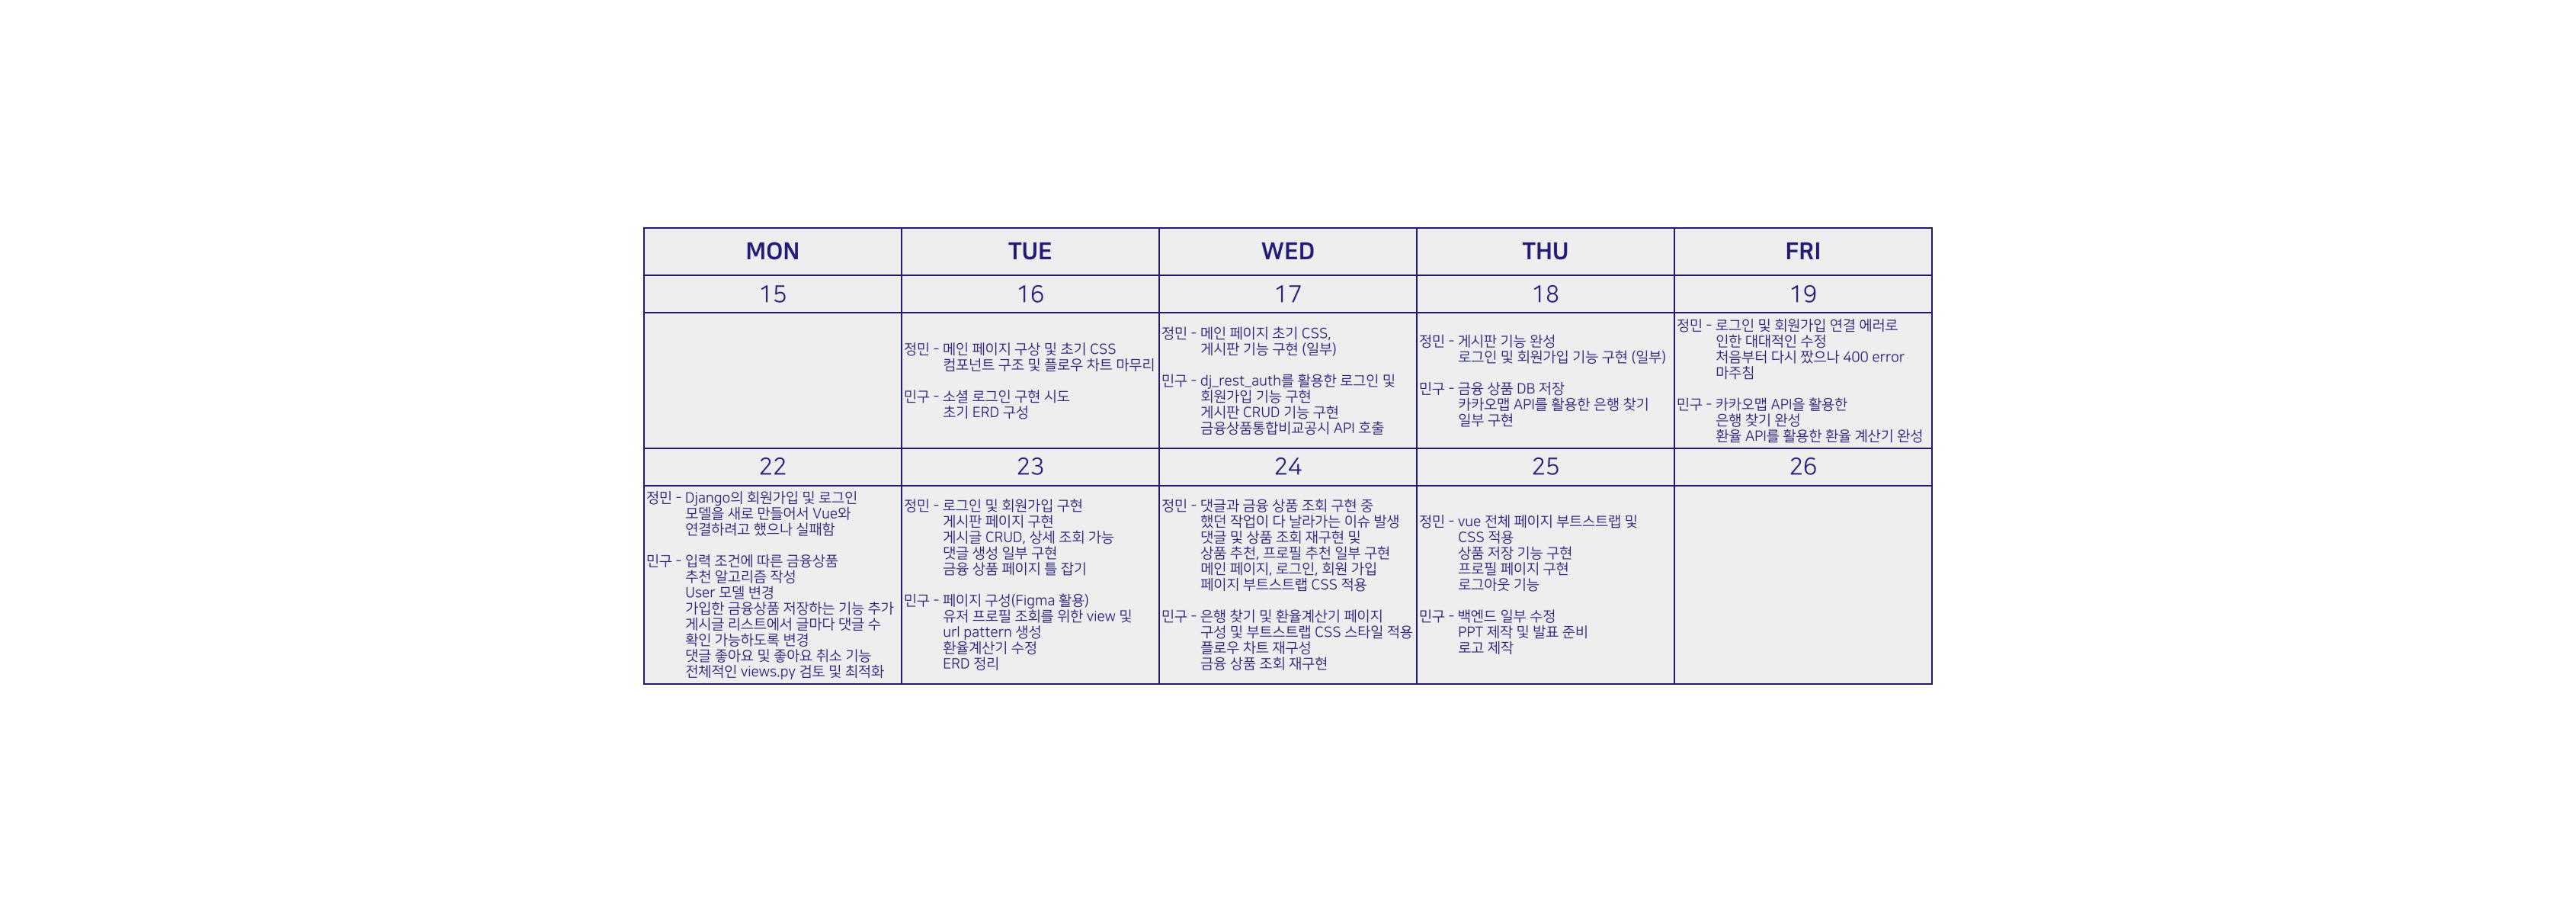 MON
TUE
WED
THU
FRI
15
16
17
18
19
정민 - 메인 페이지 구상 및 초기 CSS
컴포넌트 구조 및 플로우 차트 마무리
민구 - 소셜 로그인 구현 시도
초기 ERD 구성
정민 - 메인 페이지 초기 CSS,
게시판 기능 구현 (일부)
민구 - dj_rest_auth를 활용한 로그인 및
회원가입 기능 구현
게시판 CRUD 기능 구현
금융상품통합비교공시 API 호출
정민 - 게시판 기능 완성
로그인 및 회원가입 기능 구현 (일부)
민구 - 금융 상품 DB 저장
카카오맵 API를 활용한 은행 찾기
일부 구현
정민 - 로그인 및 회원가입 연결 에러로
인한 대대적인 수정
처음부터 다시 짰으나 400 error
마주침
민구 - 카카오맵 API을 활용한
은행 찾기 완성
환율 API를 활용한 환율 계산기 완성
22
23
24
25
26
정민 - Django의 회원가입 및 로그인
모델을 새로 만들어서 Vue와
연결하려고 했으나 실패함
민구 - 입력 조건에 따른 금융상품
추천 알고리즘 작성
User 모델 변경
가입한 금융상품 저장하는 기능 추가
게시글 리스트에서 글마다 댓글 수
확인 가능하도록 변경
댓글 좋아요 및 좋아요 취소 기능
전체적인 views.py 검토 및 최적화
정민 - 로그인 및 회원가입 구현
게시판 페이지 구현
게시글 CRUD, 상세 조회 가능
댓글 생성 일부 구현
금융 상품 페이지 틀 잡기
민구 - 페이지 구성(Figma 활용)
유저 프로필 조회를 위한 view 및
url pattern 생성
환율계산기 수정
ERD 정리
정민 - 댓글과 금융 상품 조회 구현 중
했던 작업이 다 날라가는 이슈 발생
댓글 및 상품 조회 재구현 및
상품 추천, 프로필 추천 일부 구현
메인 페이지, 로그인, 회원 가입
페이지 부트스트랩 CSS 적용
민구 - 은행 찾기 및 환율계산기 페이지
구성 및 부트스트랩 CSS 스타일 적용
플로우 차트 재구성
금융 상품 조회 재구현
정민 - vue 전체 페이지 부트스트랩 및
CSS 적용
상품 저장 기능 구현
프로필 페이지 구현
로그아웃 기능
민구 - 백엔드 일부 수정
PPT 제작 및 발표 준비
로고 제작